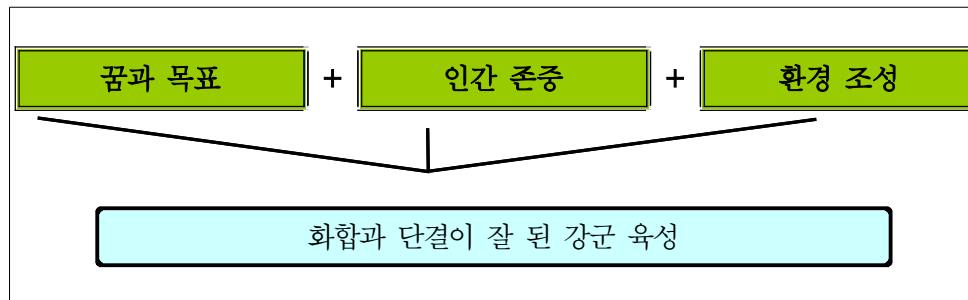 꿈과 목표 + 인간 존중 + 환경 조성
화합과 단결이 잘 된 강군 육성